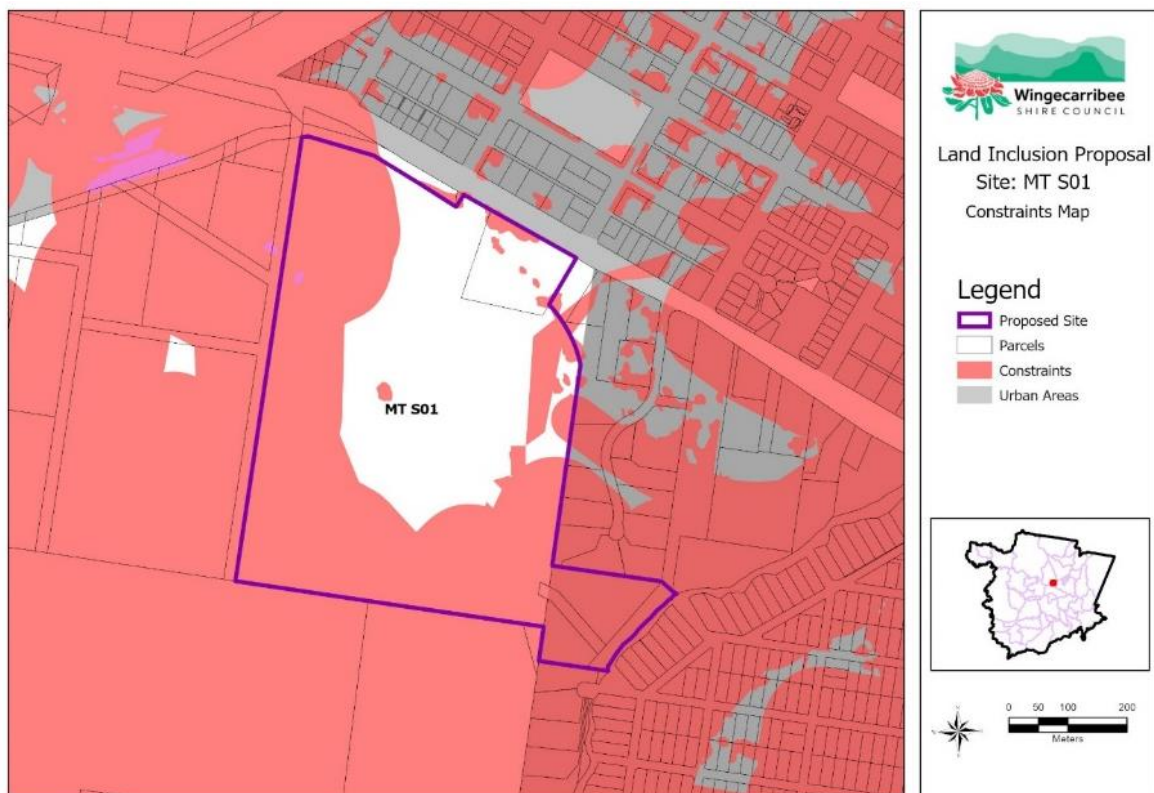 MT S01
Wingecarribee
SHIRE COUNCIL
Land Inclusion Proposal
Site: MT S01
Constraints Map
Legend
Proposed Site
Parcels
Constraints
Urban Areas
N
0 50 100 200
Meters